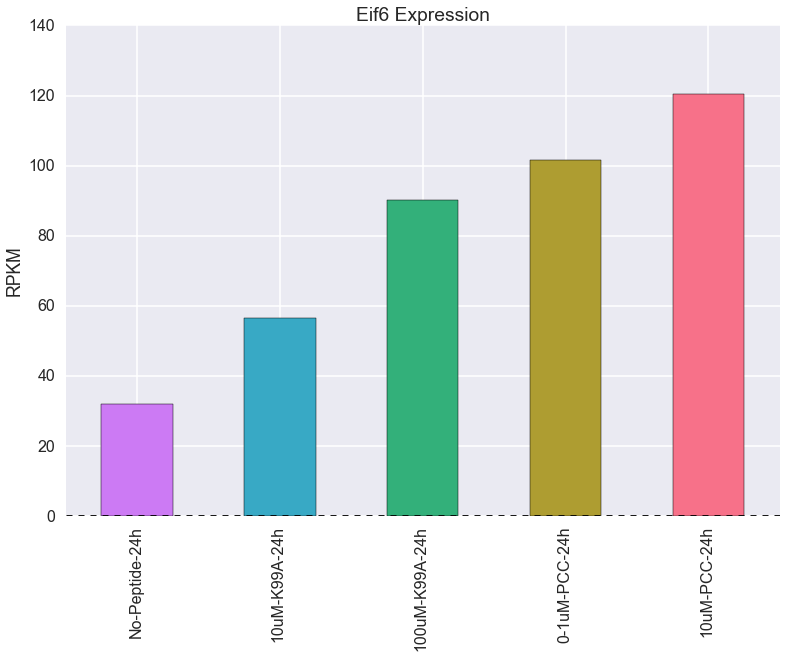 Eif6 Expression
140
120
100
80
60
40
20
0
RPKM
No-Peptide-24h
10uM-K99A-24h
100uM-K99A-24h
0-1uM-PCC-24h
10uM-PCC-24h